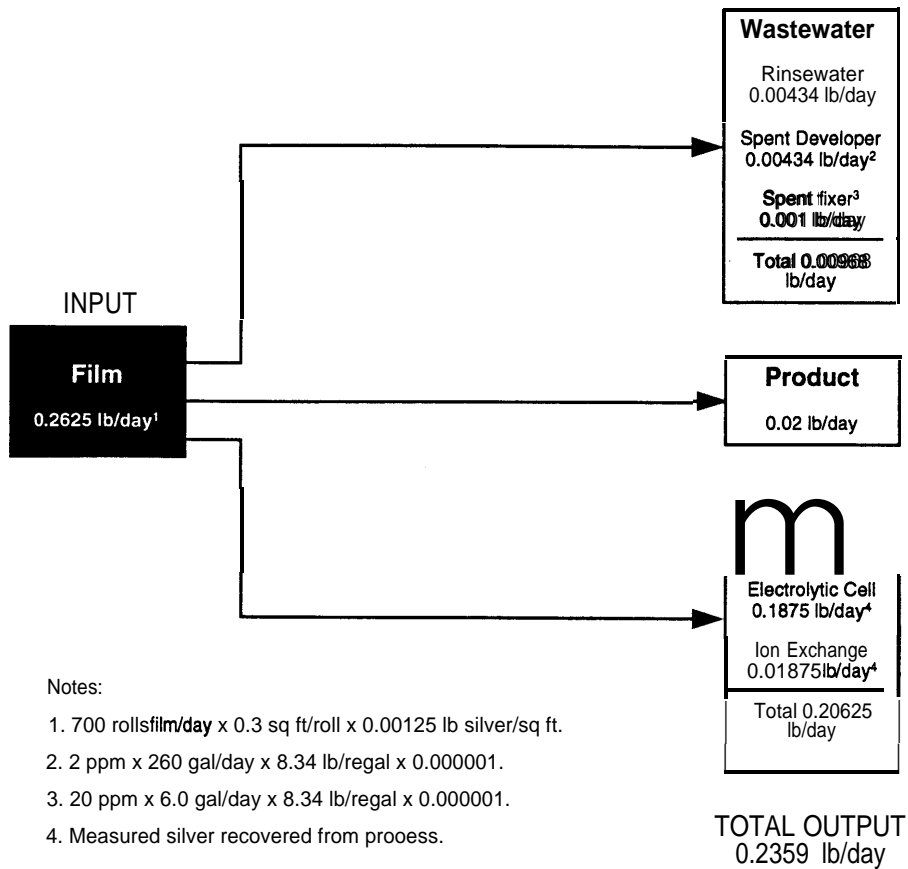 Wastewater
Rinsewater
0.00434 lb/day
Spent Developer
0.00434 lb/day²
Spent fixer³
0.001 lb/day
Total 0.00968
lb/day
INPUT
Film
0.2625 lb/day¹
Product
0.02 lb/day
m
Electrolytic Cell
0.1875 lb/day⁴
Ion Exchange
0.01875lb/day⁴
Total 0.20625
lb/day
Notes:
1. 700 rollsfilm/day x 0.3 sq ft/roll x 0.00125 lb silver/sq ft.
2. 2 ppm x 260 gal/day x 8.34 lb/regal x 0.000001.
3. 20 ppm x 6.0 gal/day x 8.34 lb/regal x 0.000001.
4. Measured silver recovered from prooess.
TOTAL OUTPUT
0.2359 lb/day